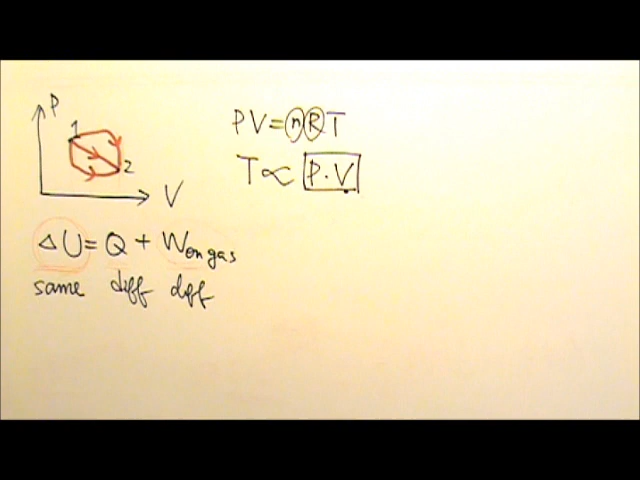 P
1
2
V
PV=nRT
T∝ P·V
ΔU=Q+Won gas
same diff diff